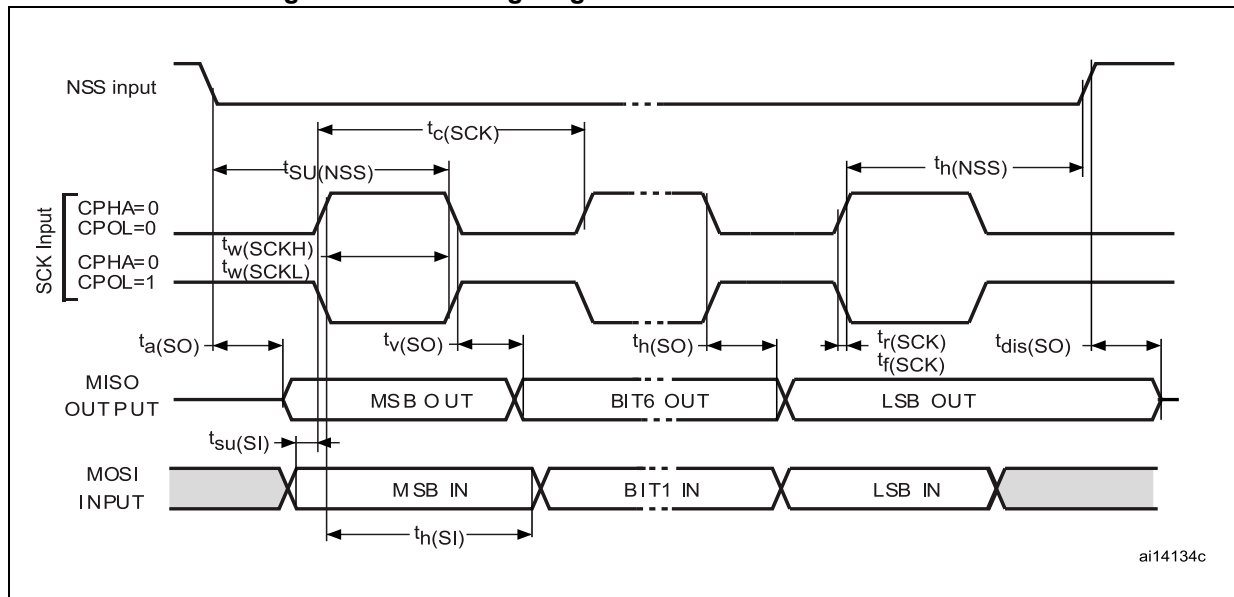 NSS input
tc(SCK)
tSU(NSS)
th(NSS)
SCK Input
CPHA=0
CPOL=0
tw(SCKH)
CPHA=0
tw(SCKL)
CPOL=1
ta(SO)
tv(SO)
th(SO)
tr(SCK)
tf(SCK)
tdis(SO)
MISO
OUTPUT
MSB OUT
BIT6 OUT
LSB OUT
tsu(SI)
MOSI
INPUT
MSB IN
BIT1 IN
LSB IN
th(SI)
ai14134c